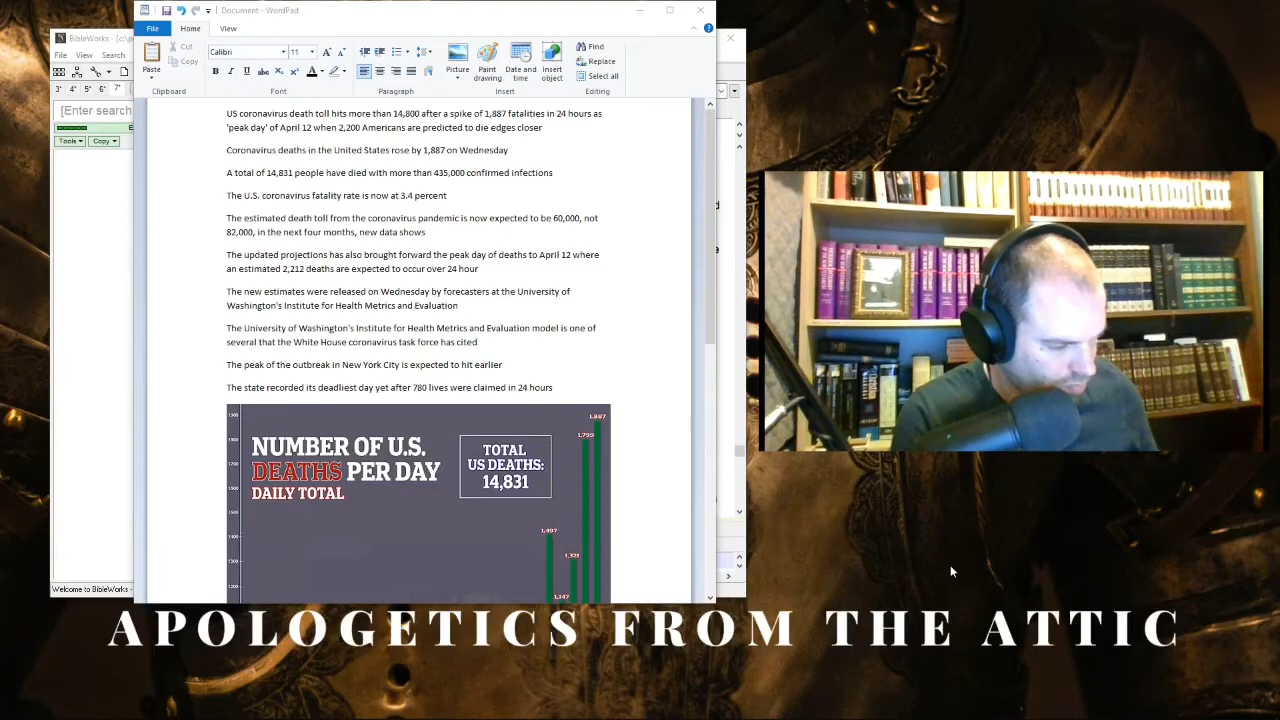 Document - WordPad
BibleWorks - [c:\p
File Home View
File View Search
Paste
Cut
Copy
Calibri 11
Picture
Paint drawing
Date and time
Insert object
Find
Replace
Select all
Clipboard Font Paragraph Insert Editing
[Enter search
Tools Copy
US coronavirus death toll hits more than 14,800 after a spike of 1,887 fatalities in 24 hours as
'peak day' of April 12 when 2,200 Americans are predicted to die edges closer
Coronavirus deaths in the United States rose by 1,887 on Wednesday
A total of 14,831 people have died with more than 435,000 confirmed infections
The U.S. coronavirus fatality rate is now at 3.4 percent
The estimated death toll from the coronavirus pandemic is now expected to be 60,000, not
82,000, in the next four months, new data shows
The updated projections has also brought forward the peak day of deaths to April 12 where
an estimated 2,212 deaths are expected to occur over 24 hour
The new estimates were released on Wednesday by forecasters at the University of
Washington's Institute for Health Metrics and Evaluation
The University of Washington's Institute for Health Metrics and Evaluation model is one of
several that the White House coronavirus task force has cited
The peak of the outbreak in New York City is expected to hit earlier
The state recorded its deadliest day yet after 780 lives were claimed in 24 hours
NUMBER OF U.S.
DEATHS PER DAY
DAILY TOTAL
TOTAL
US DEATHS:
14,831
1,887
1,799
1,497
1,321
1,147
Welcome to BibleWorks
APOLOGETICS FROM THE ATTIC